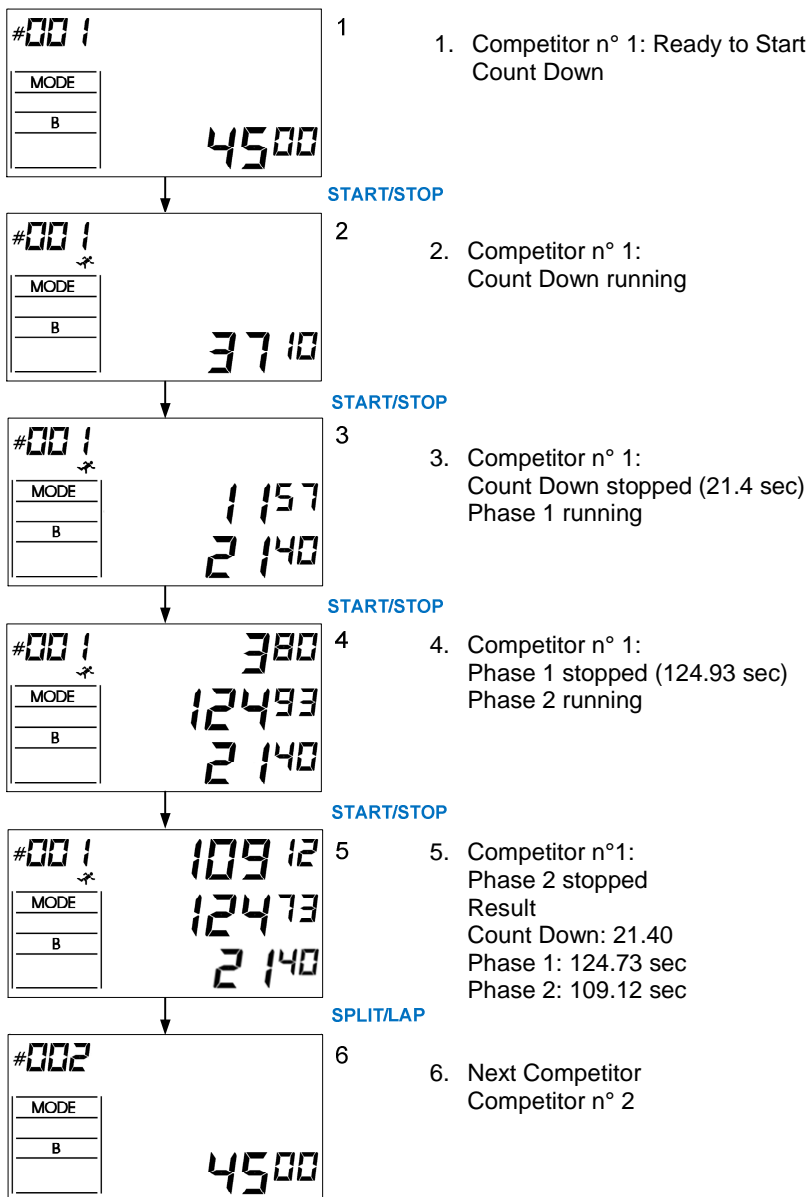 #001
1
MODE
B
4500
1. Competitor n° 1: Ready to Start
Count Down
START/STOP
#001
2
MODE
B
3710
2. Competitor n° 1:
Count Down running
START/STOP
#001
3
MODE
B
1157
2140
3. Competitor n° 1:
Count Down stopped (21.4 sec)
Phase 1 running
START/STOP
#001
380
4
MODE
12493
B
2140
4. Competitor n° 1:
Phase 1 stopped (124.93 sec)
Phase 2 running
START/STOP
#001
10912
5
MODE
12473
B
2140
5. Competitor n°1:
Phase 2 stopped
Result
Count Down: 21.40
Phase 1: 124.73 sec
Phase 2: 109.12 sec
SPLIT/LAP
#002
6
MODE
B
4500
6. Next Competitor
Competitor n° 2